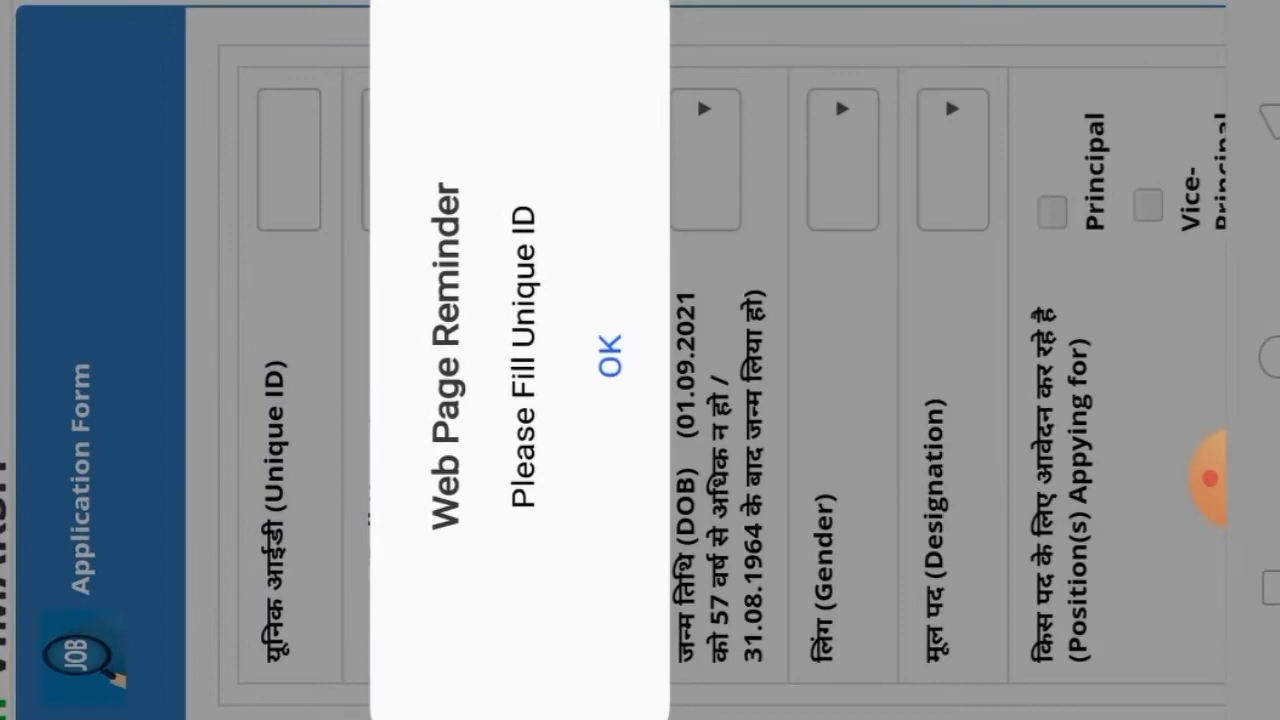 JOB
Application Form
यूनिक आईडी (Unique ID)
Web Page Reminder
Please Fill Unique ID
OK
जन्म तिथि (DOB) (01.09.2021
को 57 वर्ष से अधिक न हो /
31.08.1964 के बाद जन्म लिया हो)
लिंग (Gender)
मूल पद (Designation)
किस पद के लिए आवेदन कर रहे है
(Position(s) Appying for)
Principal
Vice-
Principal